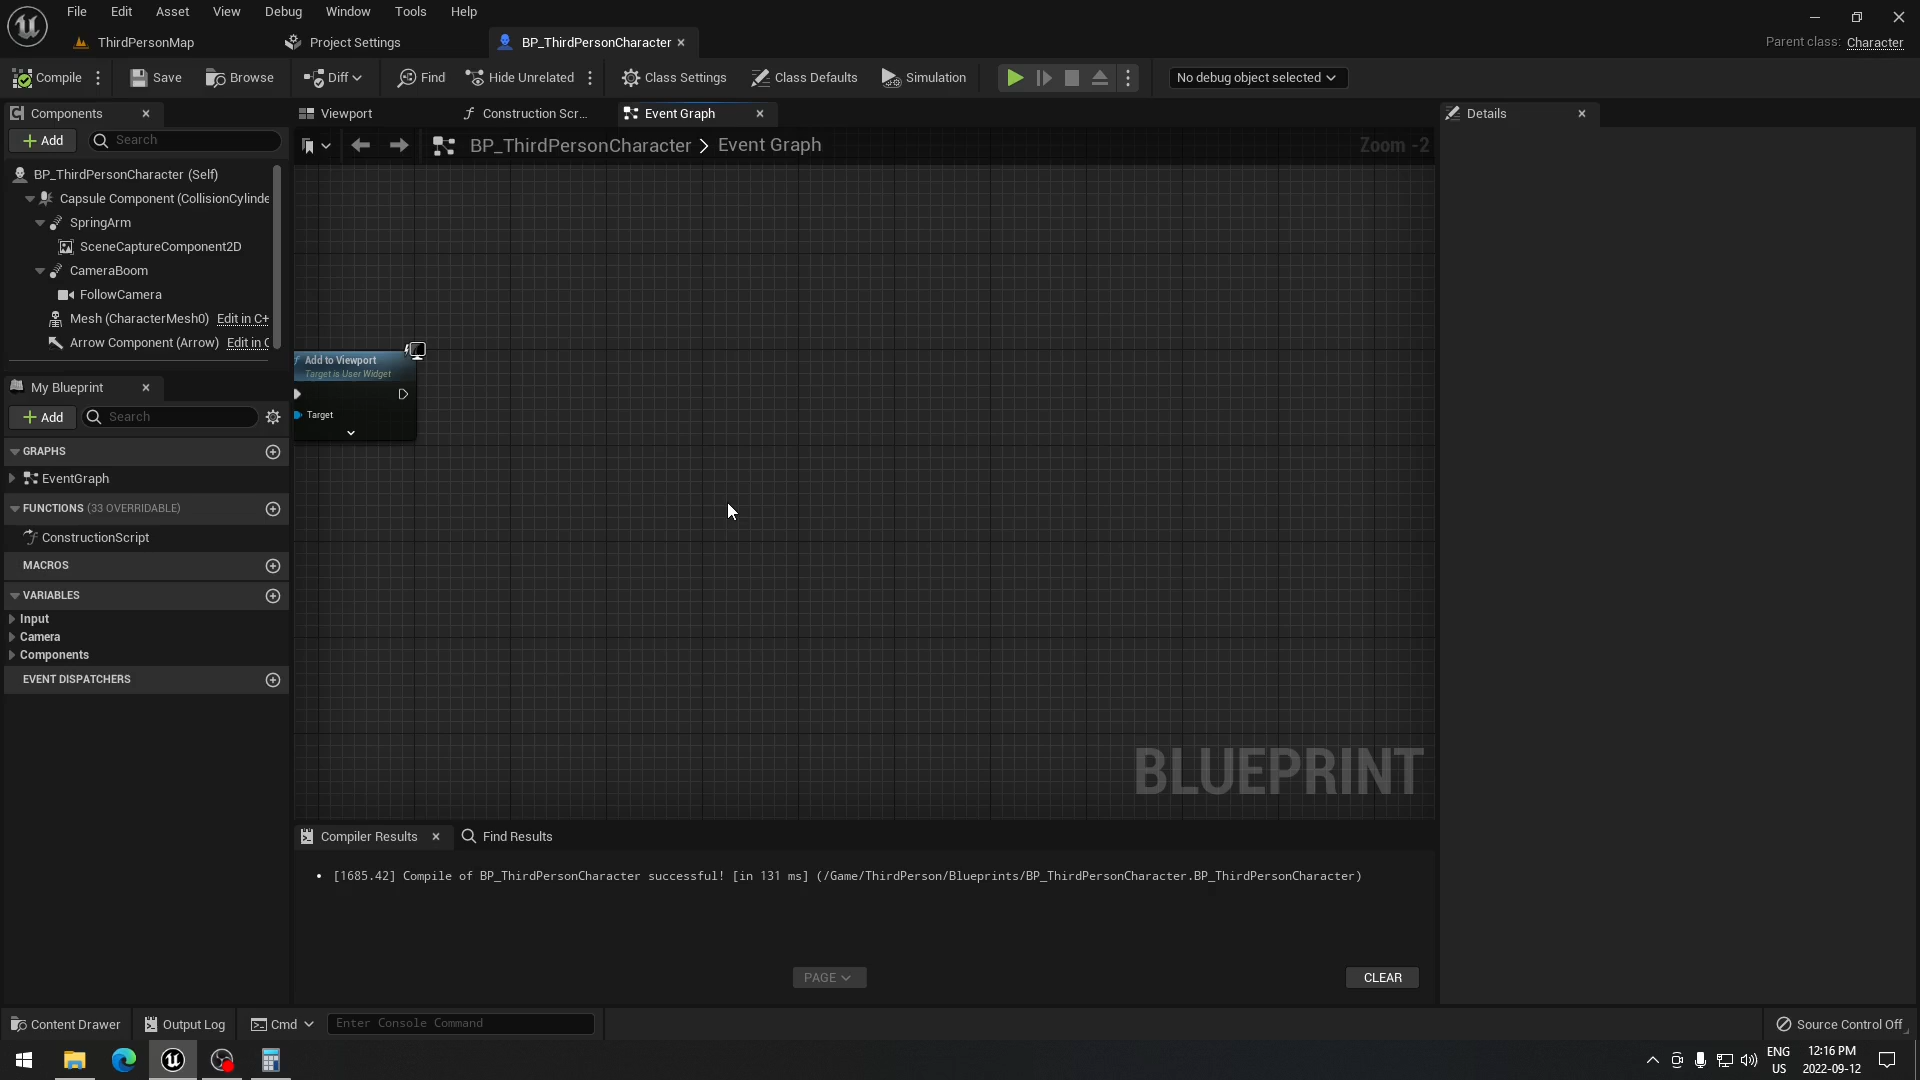 File Edit Asset View Debug Window Tools Help
ThirdPersonMap Project Settings BP_ThirdPersonCharacter
Parent class: Character
Compile Save Browse Diff Find Hide Unrelated Class Settings Class Defaults Simulation No debug object selected
Components Viewport Construction Scr... Event Graph Details
Add Search
BP_ThirdPersonCharacter > Event Graph
Zoom -2
BP_ThirdPersonCharacter (Self)
Capsule Component (CollisionCylinde
SpringArm
SceneCaptureComponent2D
CameraBoom
FollowCamera
Mesh (CharacterMesh0) Edit in C+
Arrow Component (Arrow) Edit in C
Add to Viewport
Target is User Widget
Target
My Blueprint
Add Search
GRAPHS
EventGraph
FUNCTIONS (33 OVERRIDABLE)
ConstructionScript
MACROS
VARIABLES
Input
Camera
Components
EVENT DISPATCHERS
BLUEPRINT
Compiler Results Find Results
• [1685.42] Compile of BP_ThirdPersonCharacter successful! [in 131 ms] (/Game/ThirdPerson/Blueprints/BP_ThirdPersonCharacter.BP_ThirdPersonCharacter)
PAGE CLEAR
Content Drawer Output Log Cmd Enter Console Command Source Control Off
ENG 12:16 PM
US 2022-09-12